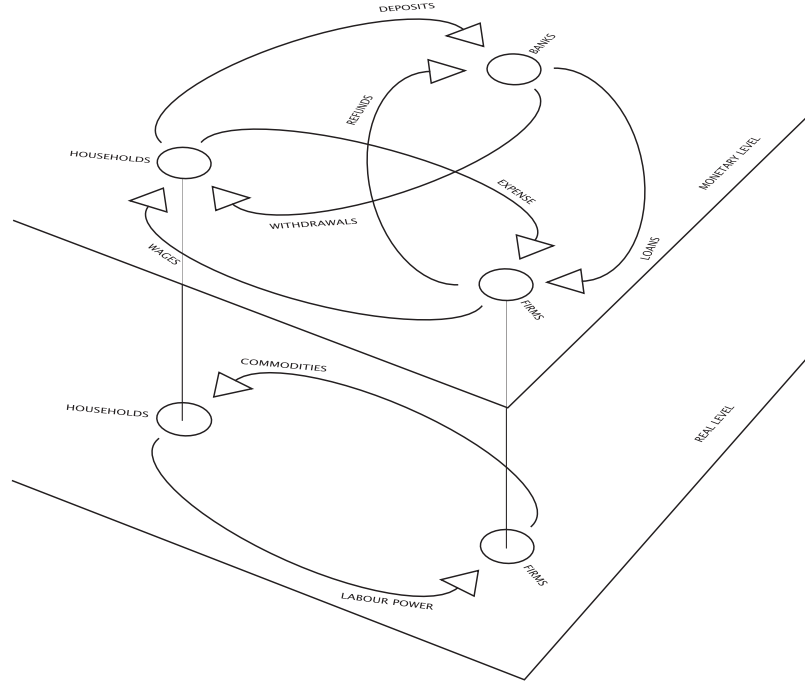 DEPOSITS
BANKS
REFUNDS
HOUSEHOLDS
MONETARY LEVEL
EXPENSE
WITHDRAWALS
WAGES
LOANS
FIRMS
COMMODITIES
HOUSEHOLDS
REAL LEVEL
FIRMS
LABOUR POWER